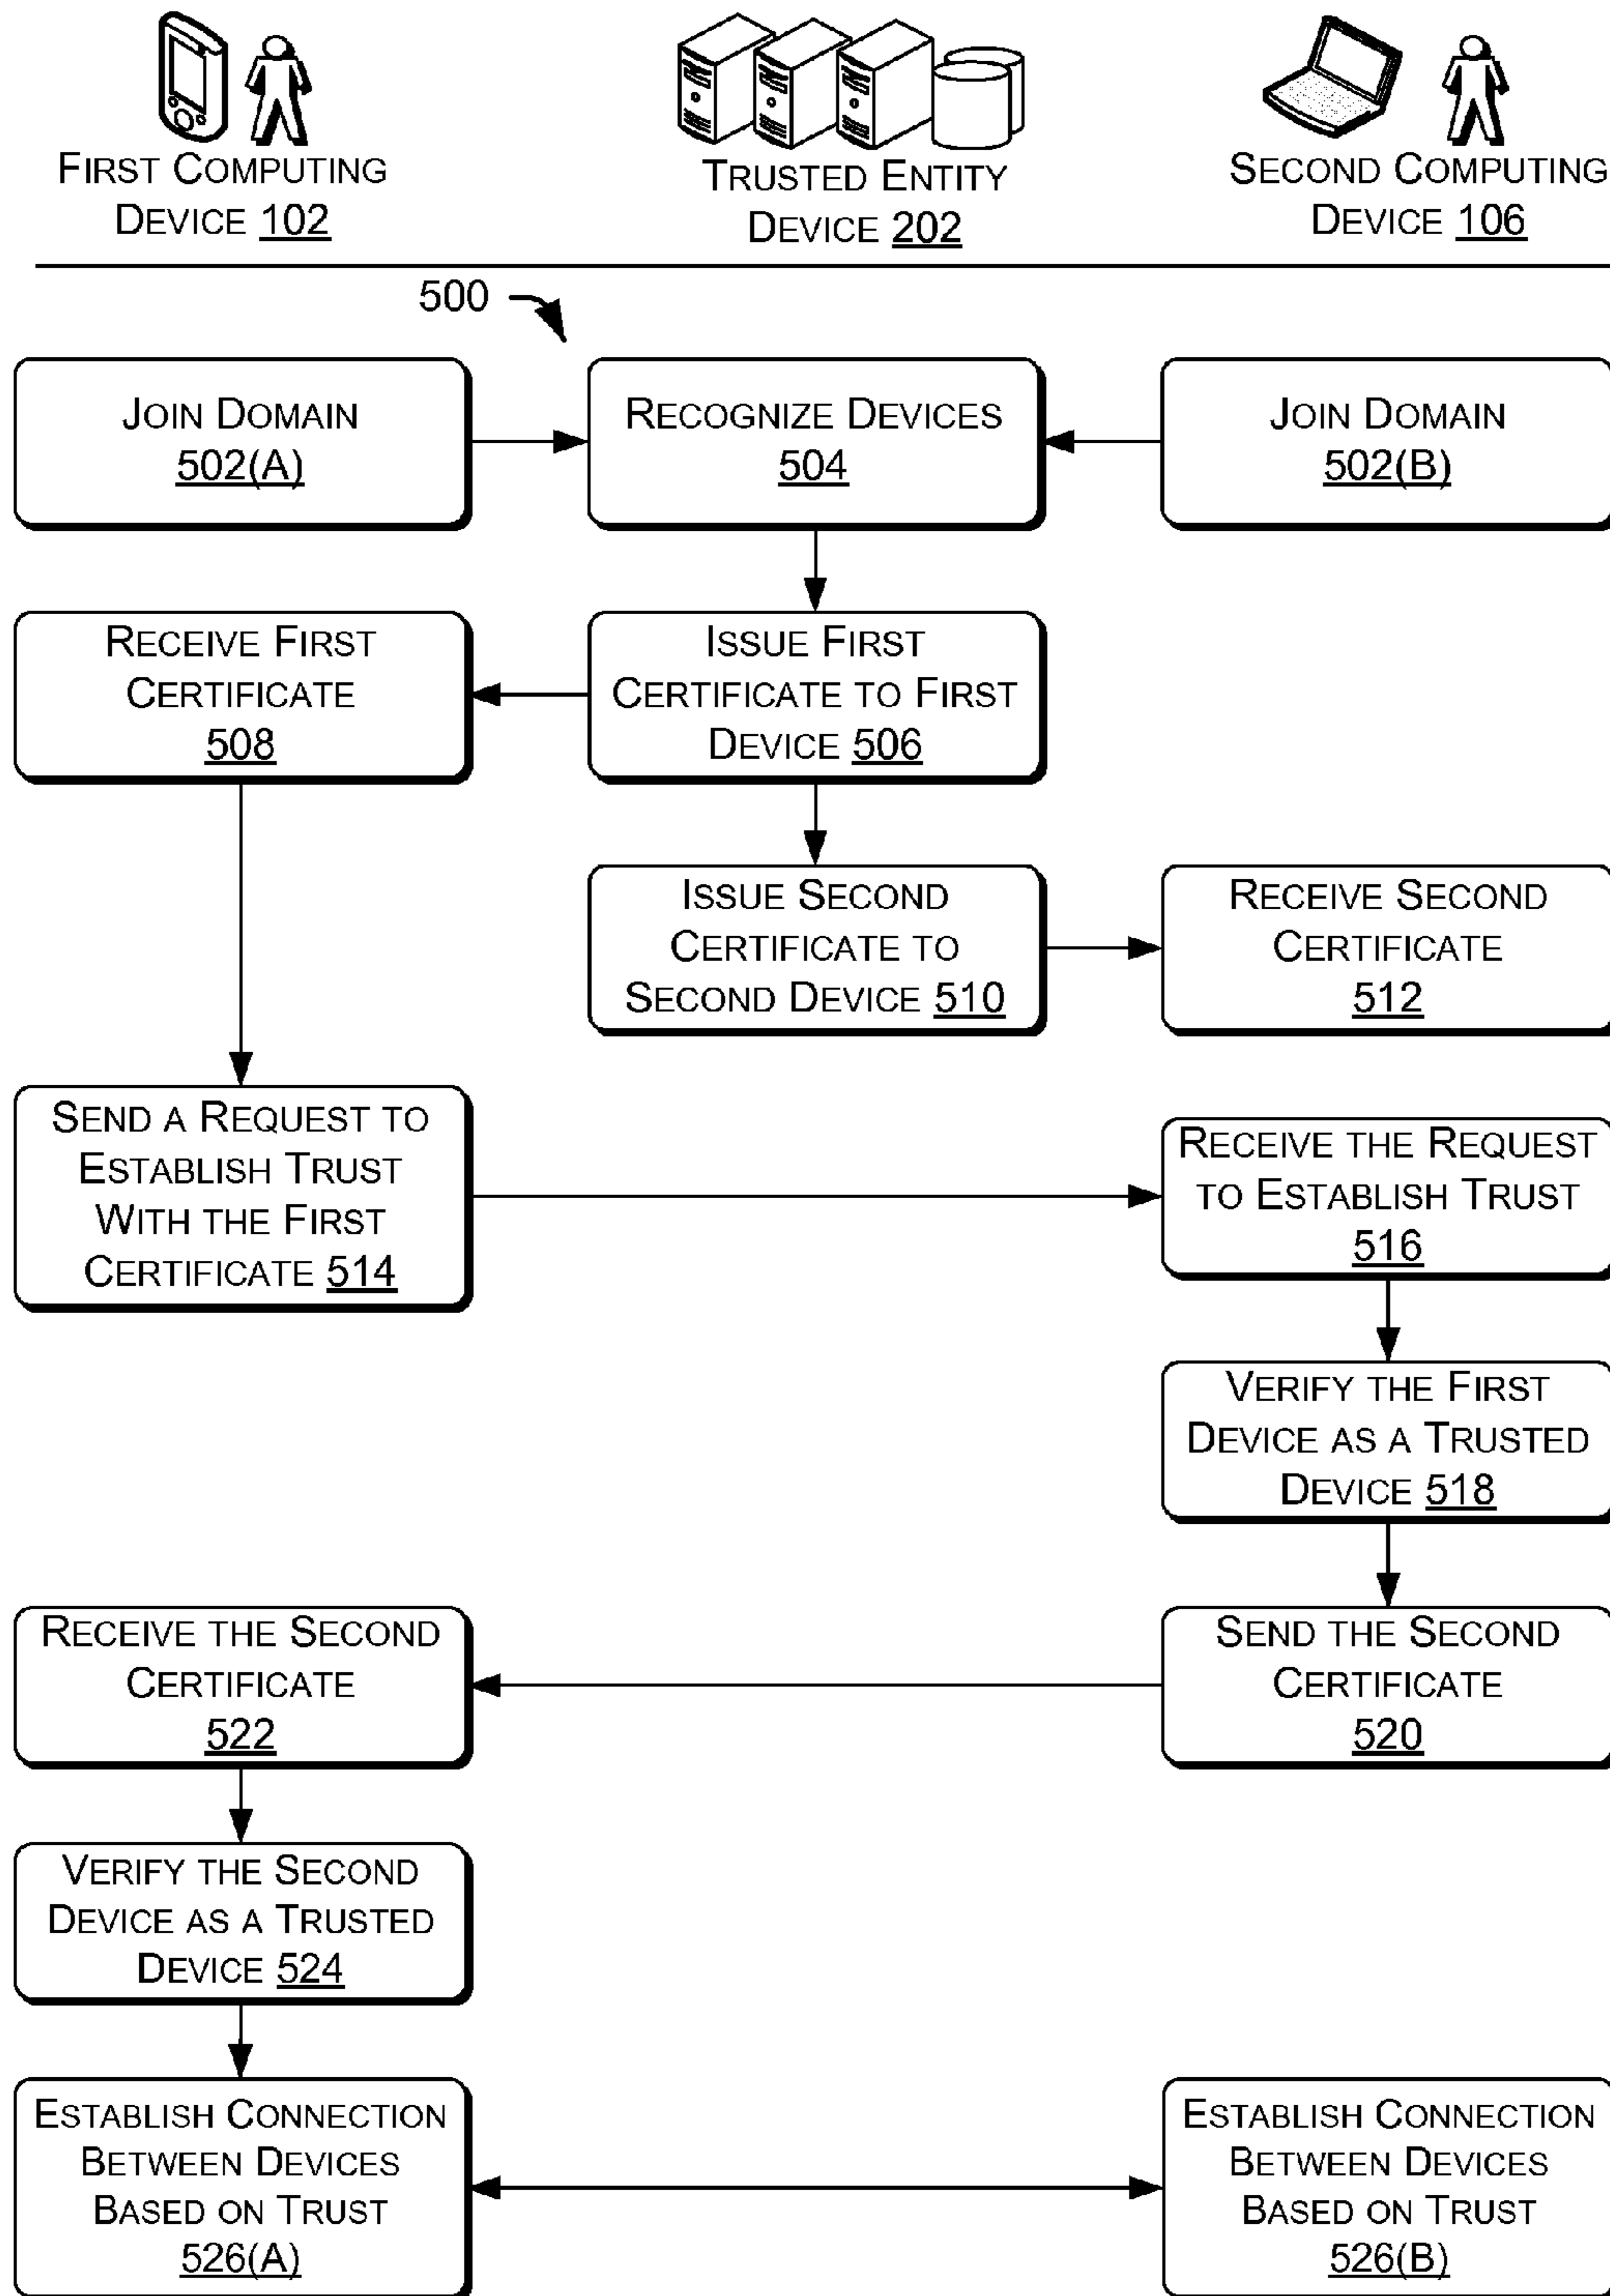 FIRST COMPUTING
DEVICE 102
TRUSTED ENTITY
DEVICE 202
SECOND COMPUTING
DEVICE 106
500
JOIN DOMAIN
502(A)
RECOGNIZE DEVICES
504
JOIN DOMAIN
502(B)
RECEIVE FIRST
CERTIFICATE
508
ISSUE FIRST
CERTIFICATE TO FIRST
DEVICE 506
ISSUE SECOND
CERTIFICATE TO
SECOND DEVICE 510
RECEIVE SECOND
CERTIFICATE
512
SEND A REQUEST TO
ESTABLISH TRUST
WITH THE FIRST
CERTIFICATE 514
RECEIVE THE REQUEST
TO ESTABLISH TRUST
516
VERIFY THE FIRST
DEVICE AS A TRUSTED
DEVICE 518
RECEIVE THE SECOND
CERTIFICATE
522
SEND THE SECOND
CERTIFICATE
520
VERIFY THE SECOND
DEVICE AS A TRUSTED
DEVICE 524
ESTABLISH CONNECTION
BETWEEN DEVICES
BASED ON TRUST
526(A)
ESTABLISH CONNECTION
BETWEEN DEVICES
BASED ON TRUST
526(B)